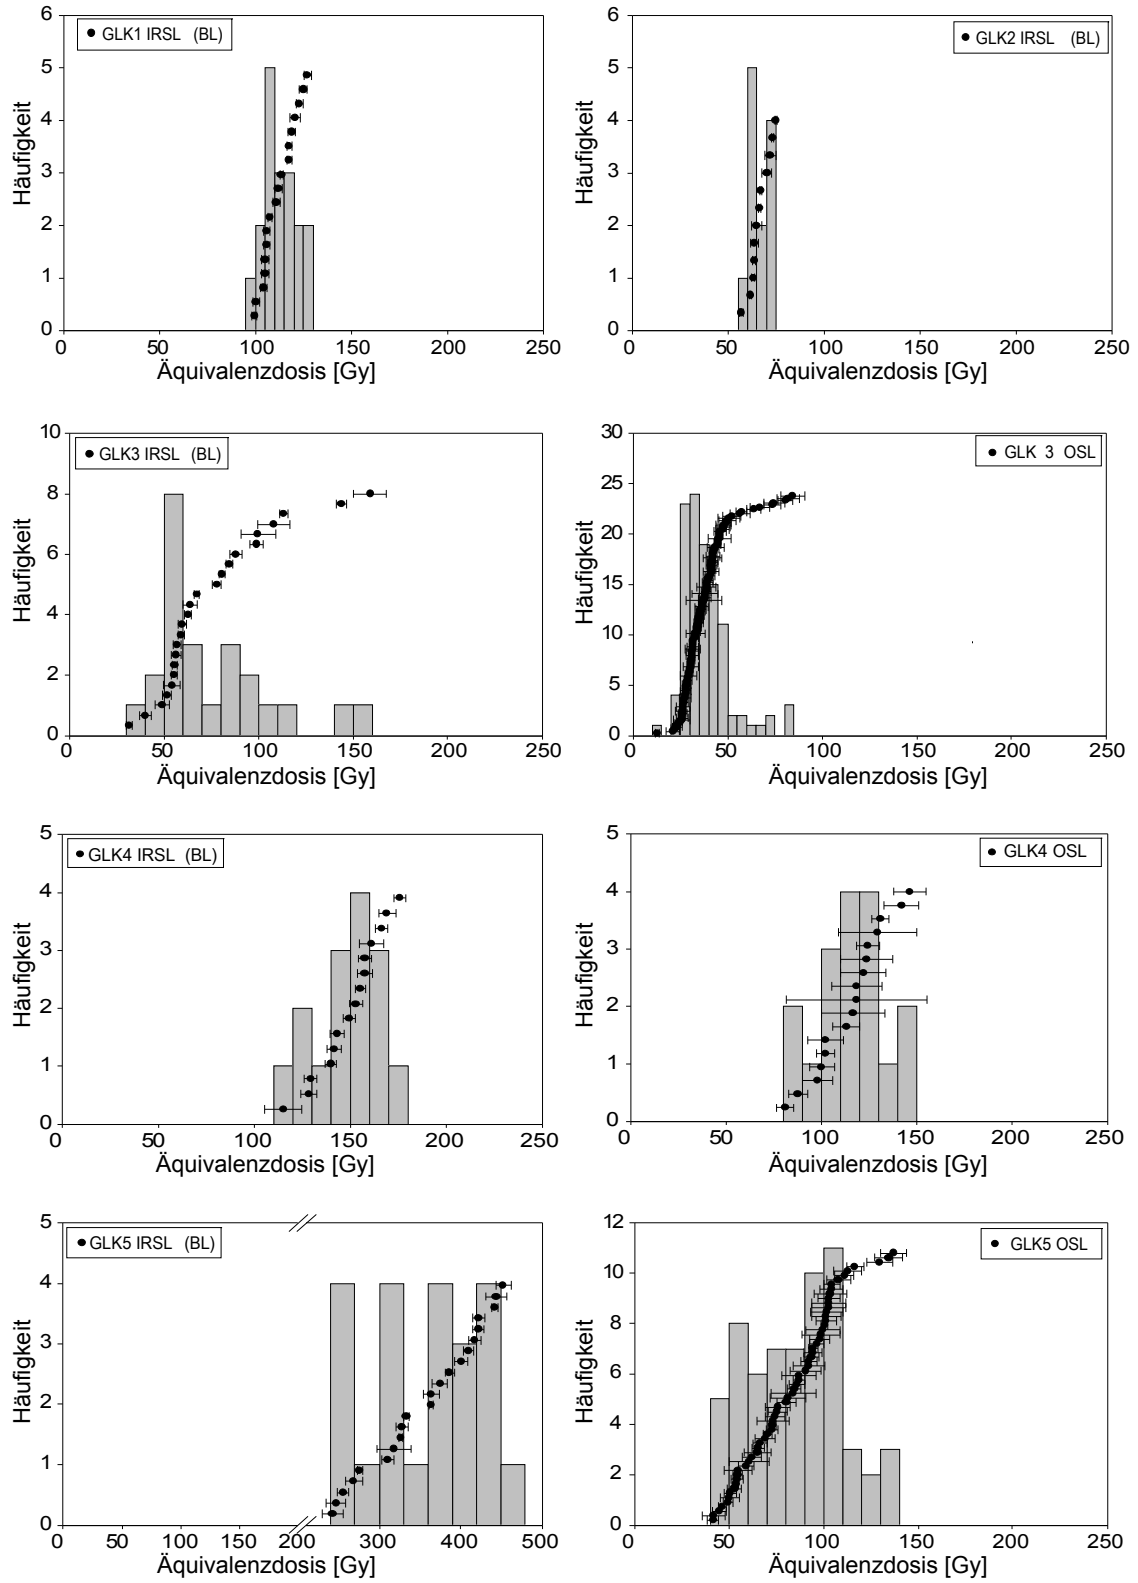 6
5
4
3
2
1
0
Häufigkeit
GLK1 IRSL (BL)
0 50 100 150 200 250
Äquivalenzdosis [Gy]
6
5
4
3
2
1
0
Häufigkeit
GLK2 IRSL (BL)
0 50 100 150 200 250
Äquivalenzdosis [Gy]
10
8
6
4
2
0
Häufigkeit
GLK3 IRSL (BL)
0 50 100 150 200 250
Äquivalenzdosis [Gy]
30
25
20
15
10
5
0
Häufigkeit
GLK 3 OSL
0 50 100 150 200 250
Äquivalenzdosis [Gy]
5
4
3
2
1
0
Häufigkeit
GLK4 IRSL (BL)
0 50 100 150 200 250
Äquivalenzdosis [Gy]
5
4
3
2
1
0
Häufigkeit
GLK4 OSL
0 50 100 150 200 250
Äquivalenzdosis [Gy]
5
4
3
2
1
0
Häufigkeit
GLK5 IRSL (BL)
0 50 100 150 200 300 400 500
Äquivalenzdosis [Gy]
12
10
8
6
4
2
0
Häufigkeit
GLK5 OSL
0 50 100 150 200 250
Äquivalenzdosis [Gy]